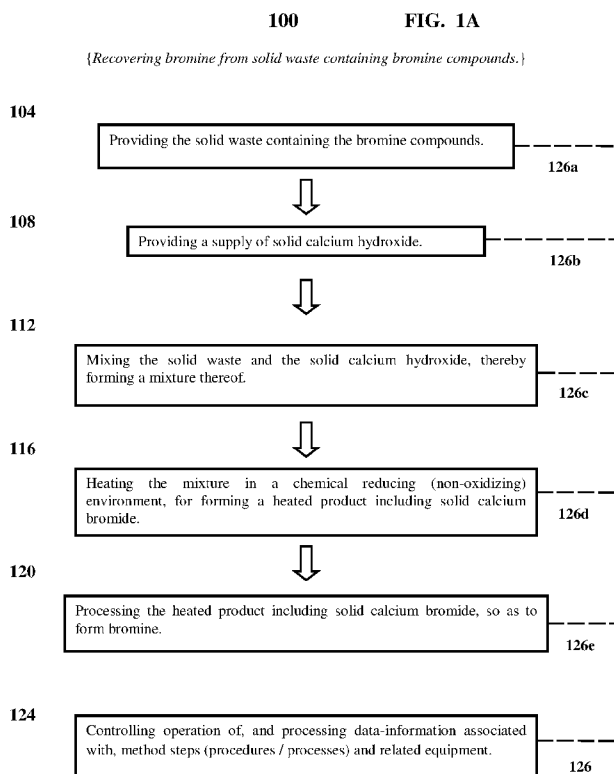 100 FIG. 1A
{Recovering bromine from solid waste containing bromine compounds.}
104
Providing the solid waste containing the bromine compounds.
126a
108
Providing a supply of solid calcium hydroxide.
126b
112
Mixing the solid waste and the solid calcium hydroxide, thereby
forming a mixture thereof.
126c
116
Heating the mixture in a chemical reducing (non-oxidizing)
environment, for forming a heated product including solid calcium
bromide.
126d
120
Processing the heated product including solid calcium bromide, so as to
form bromine.
126e
124
Controlling operation of, and processing data-information associated
with, method steps (procedures / processes) and related equipment.
126